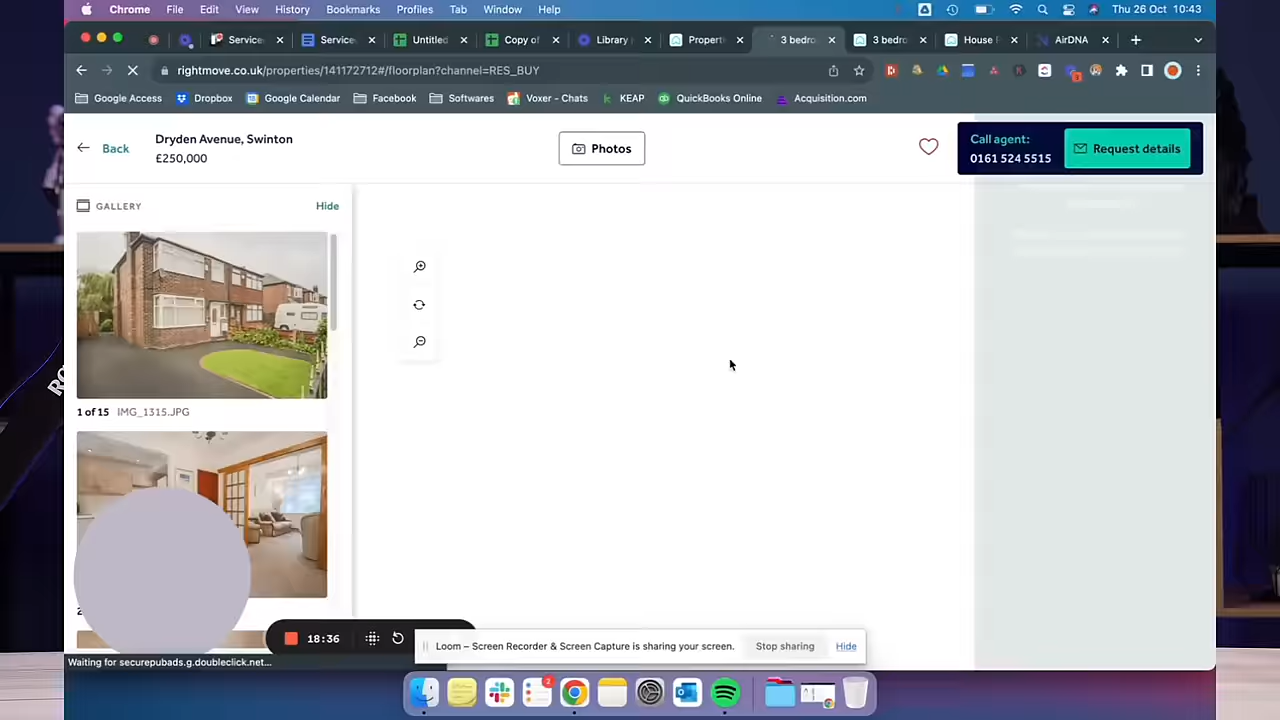 Chrome File Edit View History Bookmarks Profiles Tab Window Help Thu 26 Oct 10:43
Service Service Untitled Copy of Library Propert 3 bedro 3 bedro House F AirDNA
rightmove.co.uk/properties/141172712#/floorplan?channel=RES_BUY
Google Access Dropbox Google Calendar Facebook Softwares Voxer - Chats KEAP QuickBooks Online Acquisition.com
Back
Dryden Avenue, Swinton
£250,000
Photos
Call agent:
0161 524 5515
Request details
GALLERY Hide
1 of 15 IMG_1315.JPG
18:36
Loom – Screen Recorder & Screen Capture is sharing your screen. Stop sharing Hide
Waiting for securepubads.g.doubleclick.net...